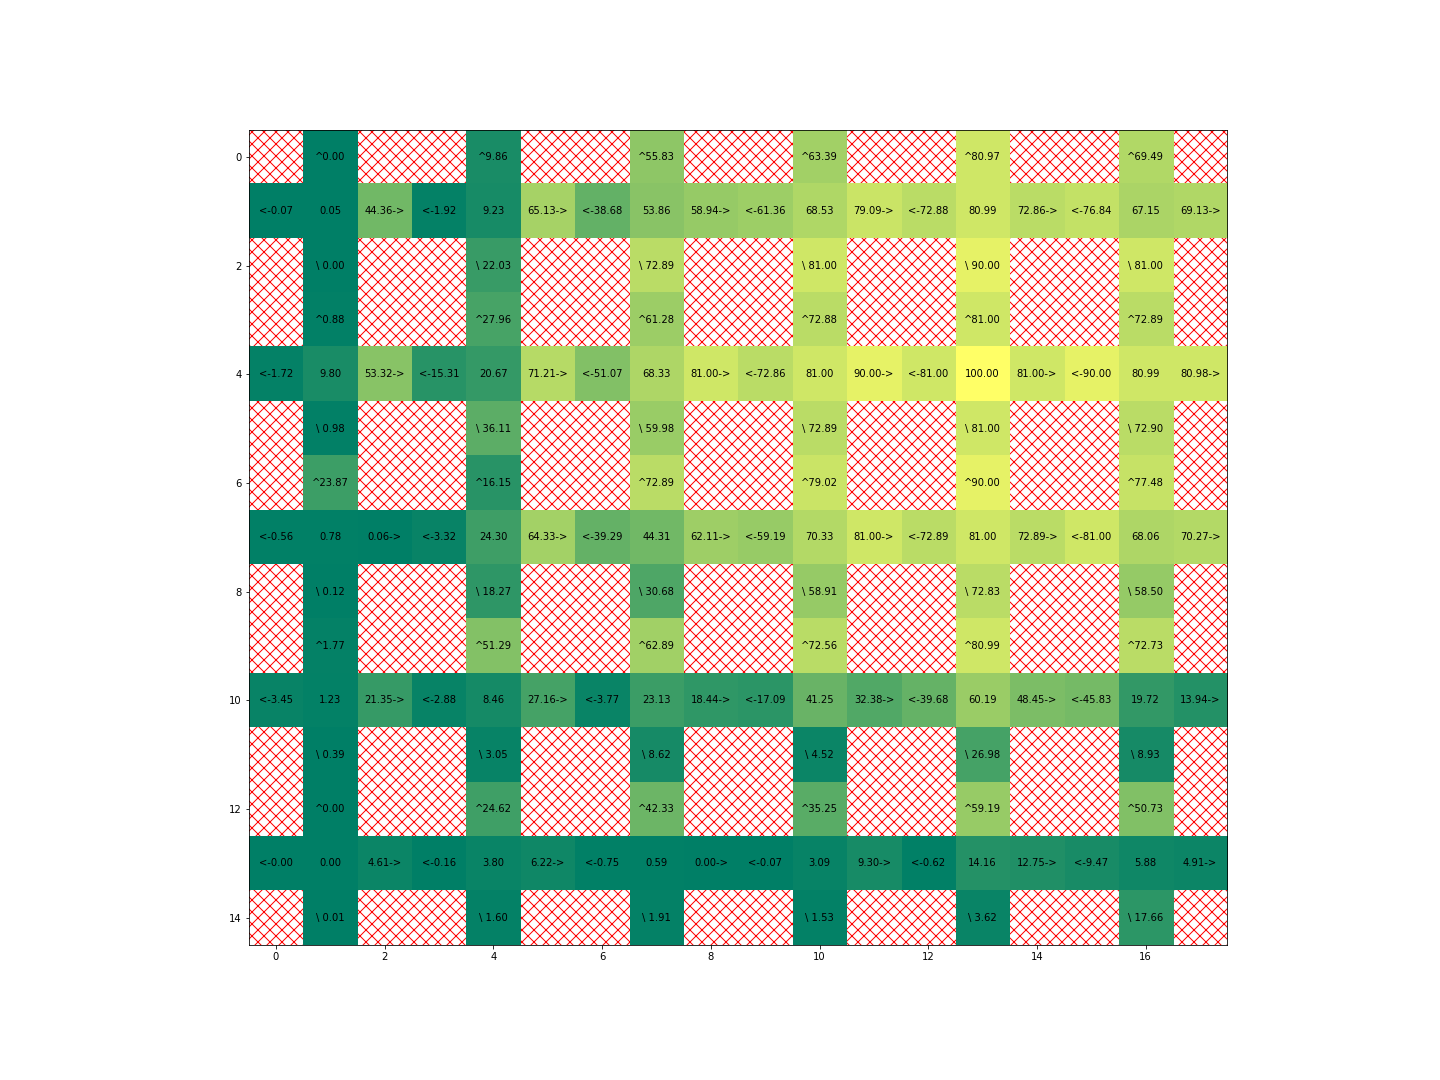 0 ^0.00 ^9.86 ^55.83 ^63.39 ^80.97 ^69.49
<-0.07 0.05 44.36-> <-1.92 9.23 65.13-> <-38.68 53.86 58.94-> <-61.36 68.53 79.09-> <-72.88 80.99 72.86-> <-76.84 67.15 69.13->
2 \ 0.00 \ 22.03 \ 72.89 \ 81.00 \ 90.00 \ 81.00
^0.88 ^27.96 ^61.28 ^72.88 ^81.00 ^72.89
4 <-1.72 9.80 53.32-> <-15.31 20.67 71.21-> <-51.07 68.33 81.00-> <-72.86 81.00 90.00-> <-81.00 100.00 81.00-> <-90.00 80.99 80.98->
\ 0.98 \ 36.11 \ 59.98 \ 72.89 \ 81.00 \ 72.90
6 ^23.87 ^16.15 ^72.89 ^79.02 ^90.00 ^77.48
<-0.56 0.78 0.06-> <-3.32 24.30 64.33-> <-39.29 44.31 62.11-> <-59.19 70.33 81.00-> <-72.89 81.00 72.89-> <-81.00 68.06 70.27->
8 \ 0.12 \ 18.27 \ 30.68 \ 58.91 \ 72.83 \ 58.50
^1.77 ^51.29 ^62.89 ^72.56 ^80.99 ^72.73
10 <-3.45 1.23 21.35-> <-2.88 8.46 27.16-> <-3.77 23.13 18.44-> <-17.09 41.25 32.38-> <-39.68 60.19 48.45-> <-45.83 19.72 13.94->
\ 0.39 \ 3.05 \ 8.62 \ 4.52 \ 26.98 \ 8.93
12 ^0.00 ^24.62 ^42.33 ^35.25 ^59.19 ^50.73
<-0.00 0.00 4.61-> <-0.16 3.80 6.22-> <-0.75 0.59 0.00-> <-0.07 3.09 9.30-> <-0.62 14.16 12.75-> <-9.47 5.88 4.91->
14 \ 0.01 \ 1.60 \ 1.91 \ 1.53 \ 3.62 \ 17.66
0 2 4 6 8 10 12 14 16